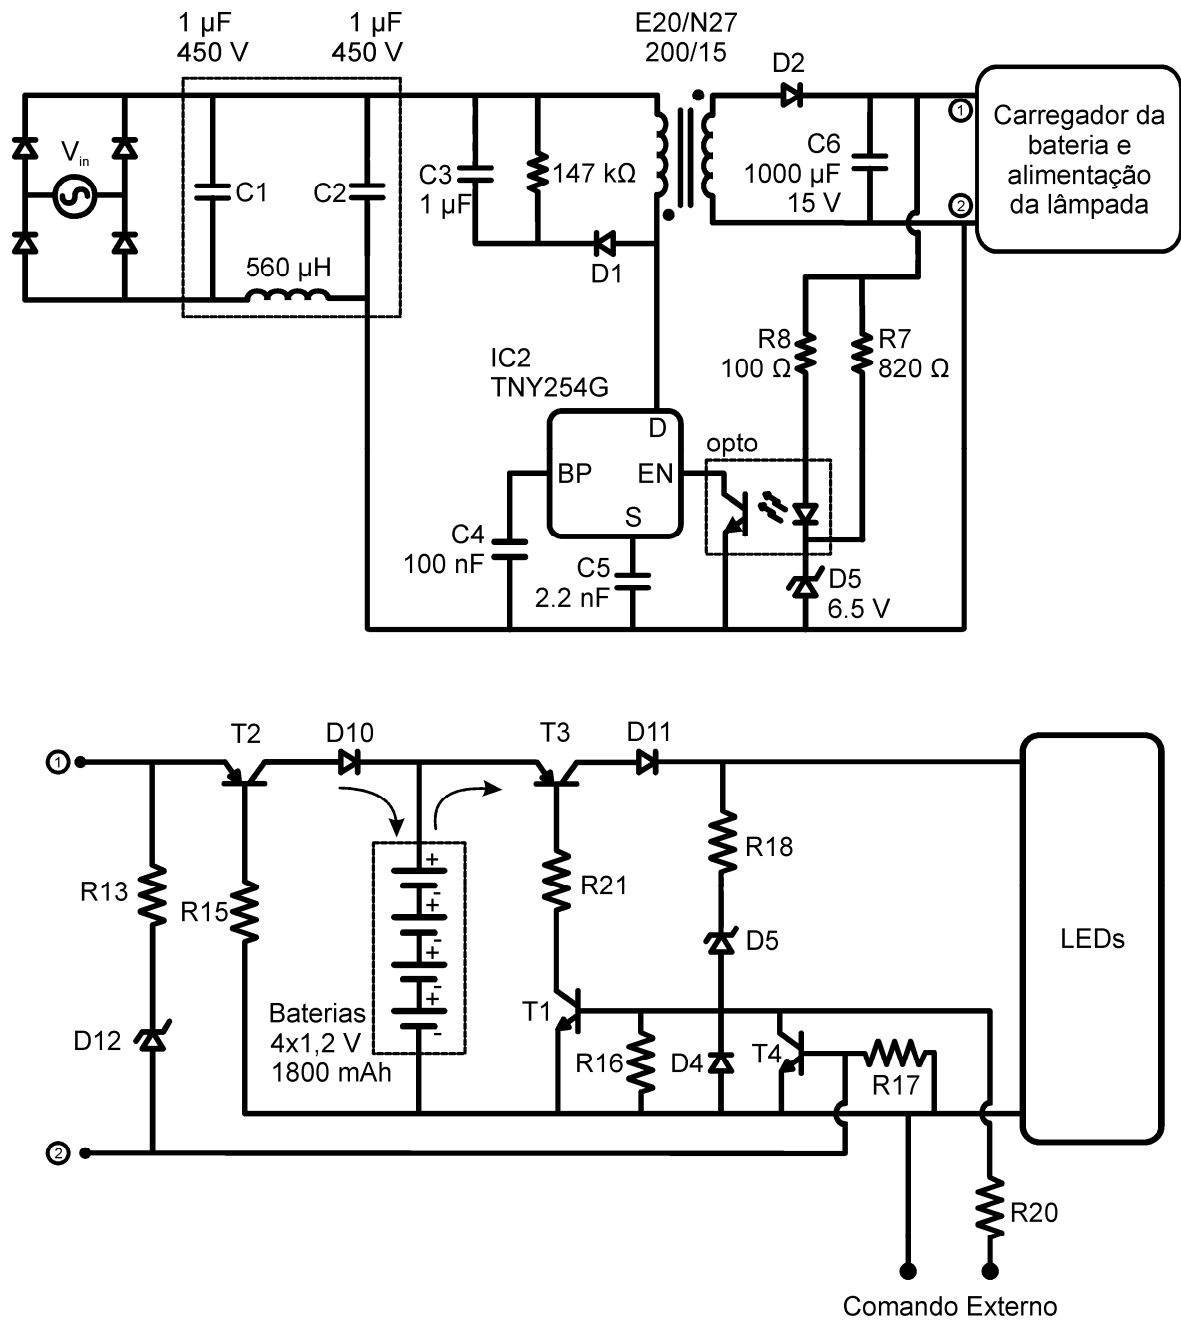 1 µF
450 V
1 µF
450 V
E20/N27
200/15
D2
1
Carregador da
bateria e
alimentação
da lâmpada
Vin
C1
C2
C3
1 µF
147 kΩ
C6
1000 µF
15 V
2
D1
560 µH
IC2
TNY254G
R8
100 Ω
R7
820 Ω
D
opto
BP
EN
S
C4
100 nF
C5
2.2 nF
D5
6.5 V
1
T2
D10
T3
D11
R13
R15
+
-
+
-
+
-
+
-
R21
R18
D5
LEDs
D12
Baterias
4x1,2 V
1800 mAh
T1
R16
D4
T4
R17
2
R20
Comando Externo